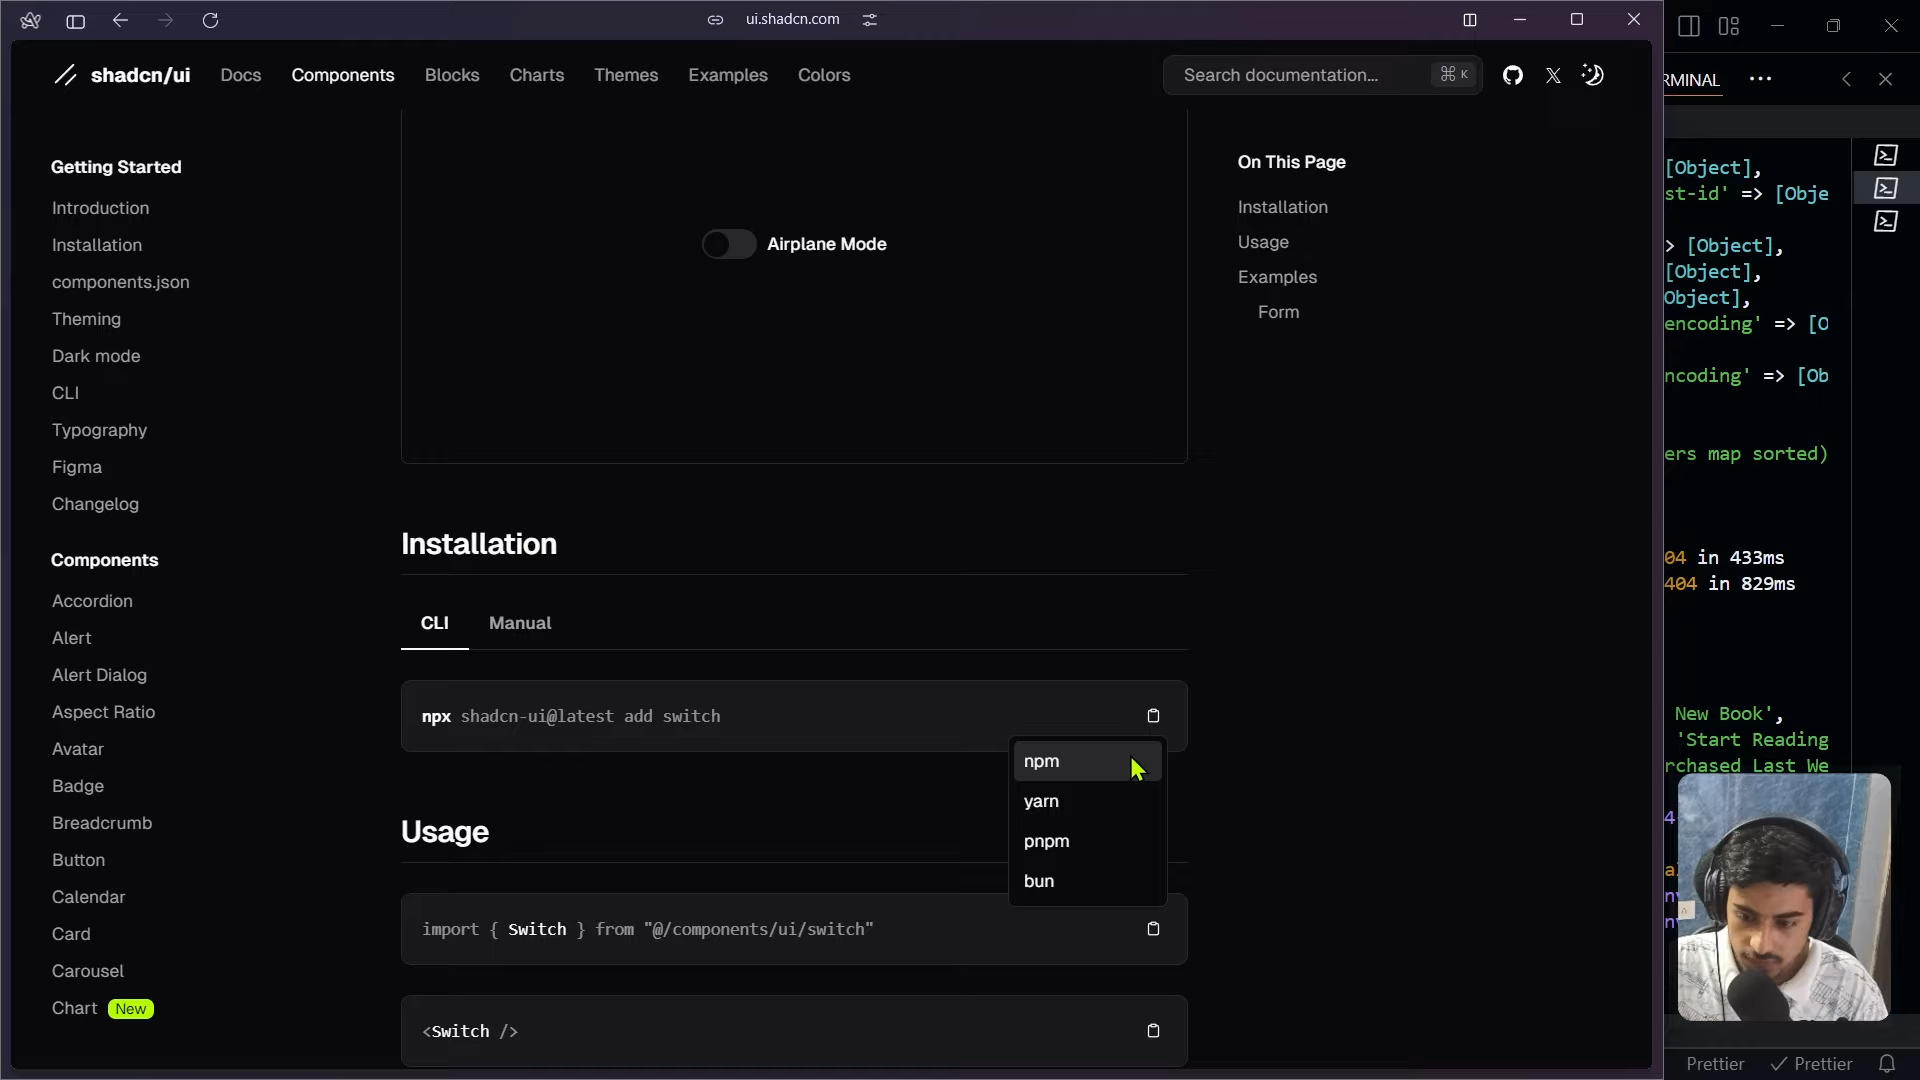 ui.shadcn.com
shadcn/ui
Docs
Components
Blocks
Charts
Themes
Examples
Colors
Search documentation...
⌘ K
Getting Started
Introduction
Installation
components.json
Theming
Dark mode
CLI
Typography
Figma
Changelog
Components
Accordion
Alert
Alert Dialog
Aspect Ratio
Avatar
Badge
Breadcrumb
Button
Calendar
Card
Carousel
Chart New
Airplane Mode
Installation
CLI
Manual
npx shadcn-ui@latest add switch
npm
yarn
pnpm
bun
Usage
import { Switch } from "@/components/ui/switch"
<Switch />
On This Page
Installation
Usage
Examples
Form
RMINAL
[Object],
st-id' => [Obje
> [Object],
[Object],
Object],
encoding' => [O
ncoding' => [Ob
ers map sorted)
04 in 433ms
404 in 829ms
New Book',
'Start Reading
rchased Last We
Prettier
Prettier